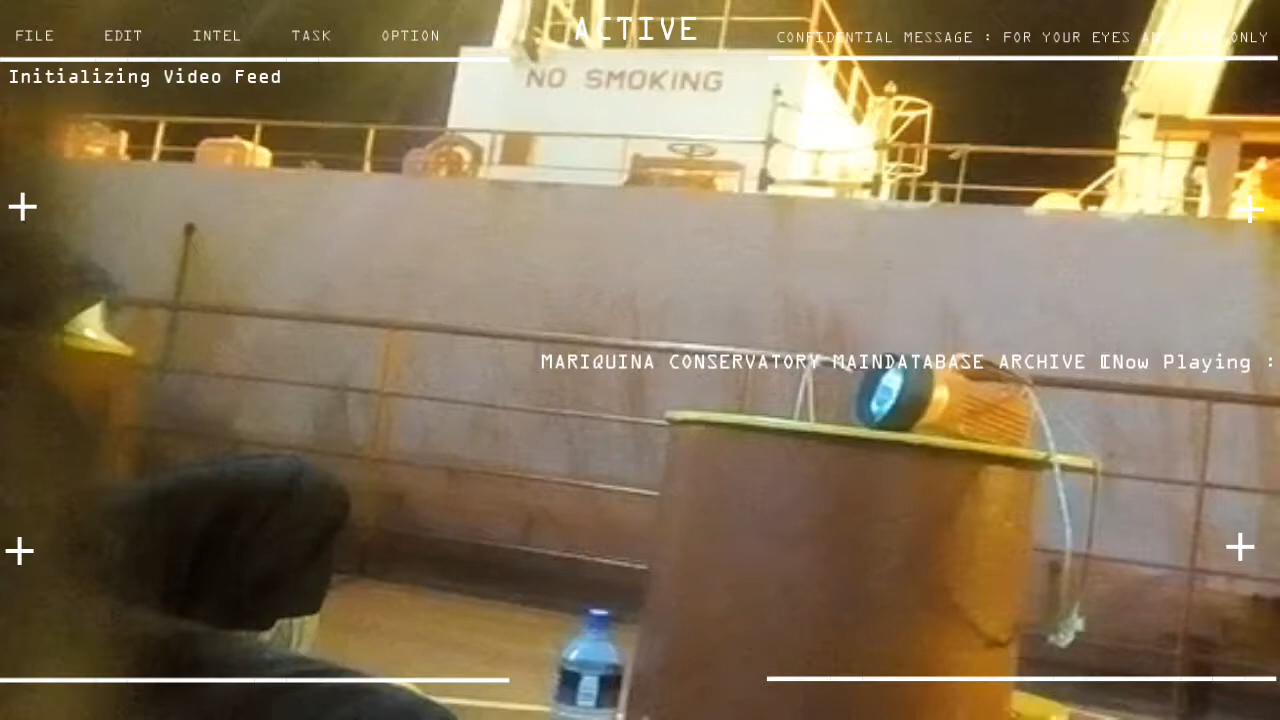 FILE EDIT INTEL TASK OPTION
ACTIVE
CONFIDENTIAL MESSAGE : FOR YOUR EYES ONLY
Initializing Video Feed
NO SMOKING
MARIQUINA CONSERVATORY MAINDATABASE ARCHIVE Now Playing :